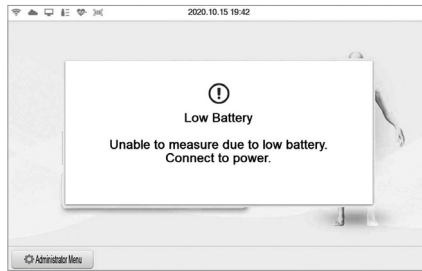 2020.10.15 19:42
Low Battery
Unable to measure due to low battery.
Connect to power.
Administrator Menu